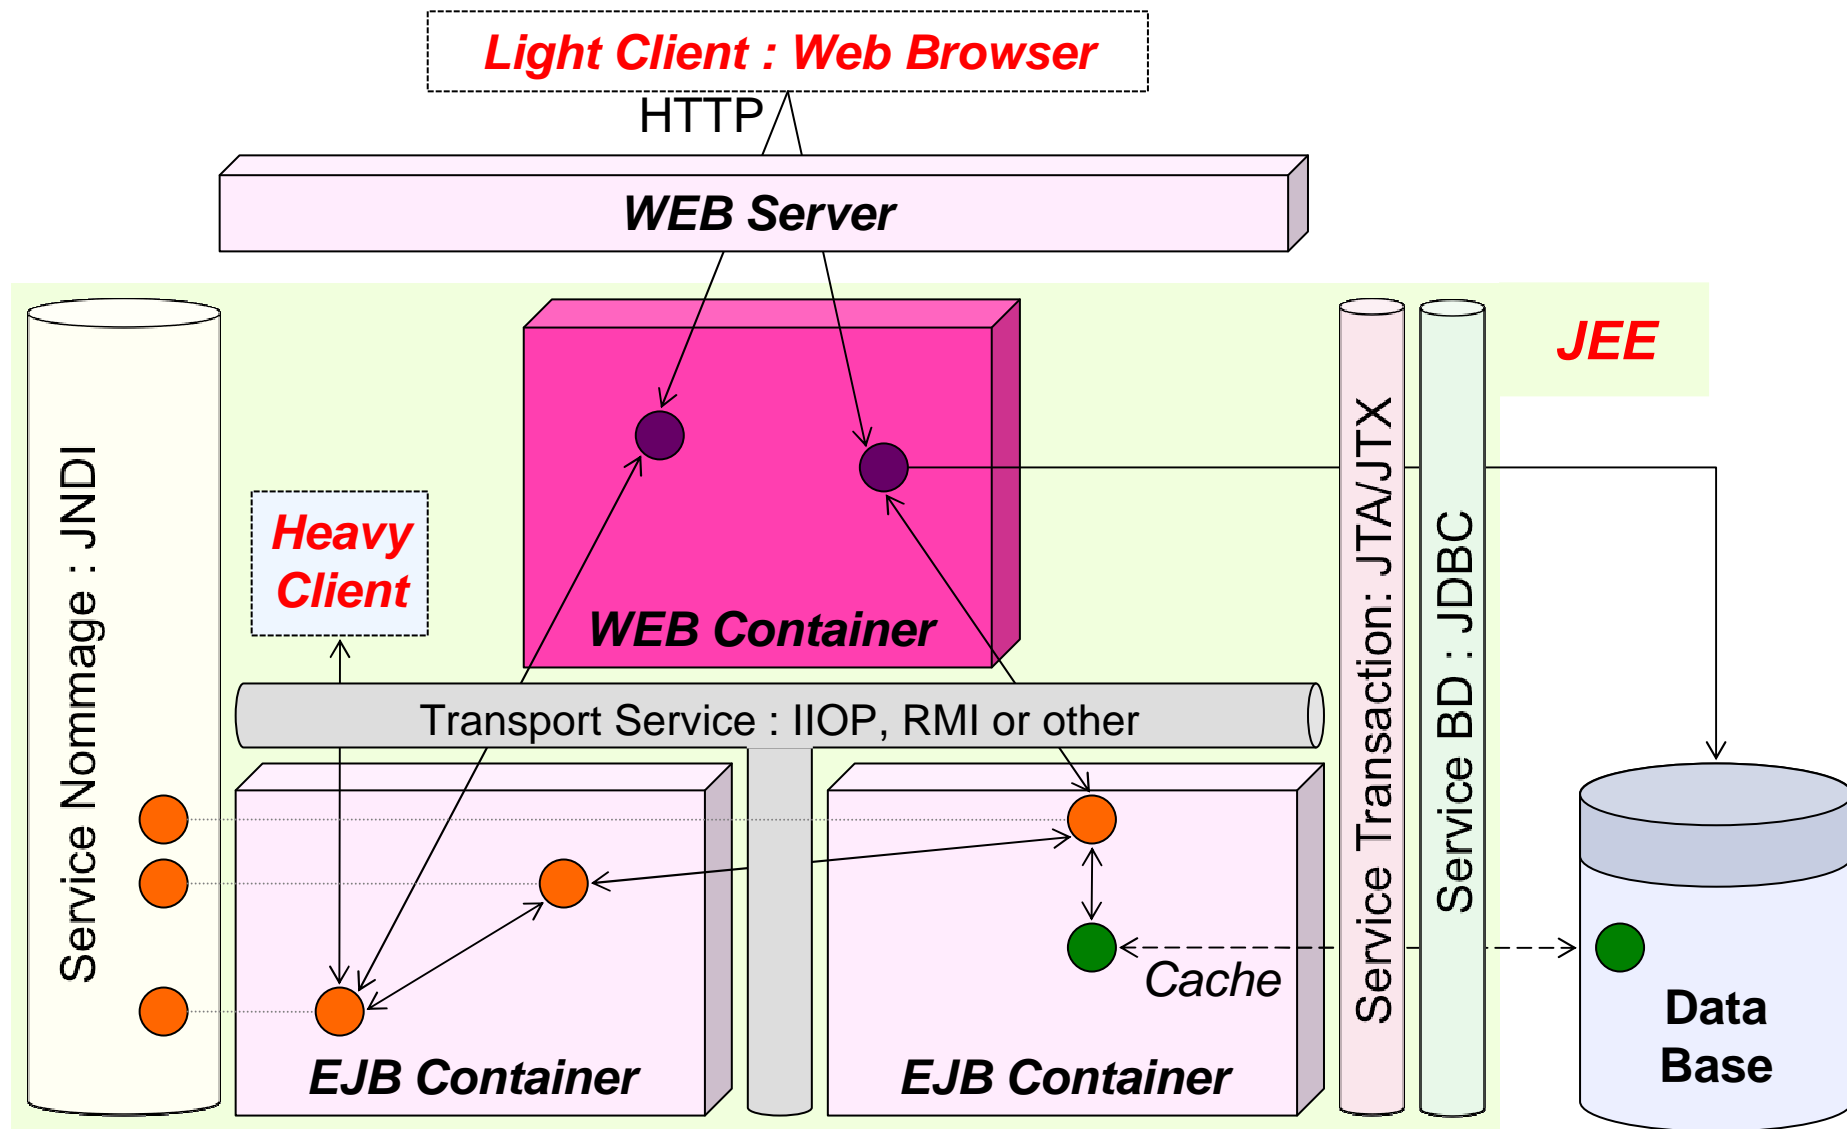 Light Client : Web Browser
HTTP
WEB Server
JEE
Service Nommage : JNDI
Heavy
Client
WEB Container
Transport Service : IIOP, RMI or other
Service Transaction: JTA/JTX
Service BD : JDBC
Cache
EJB Container
EJB Container
Data
Base